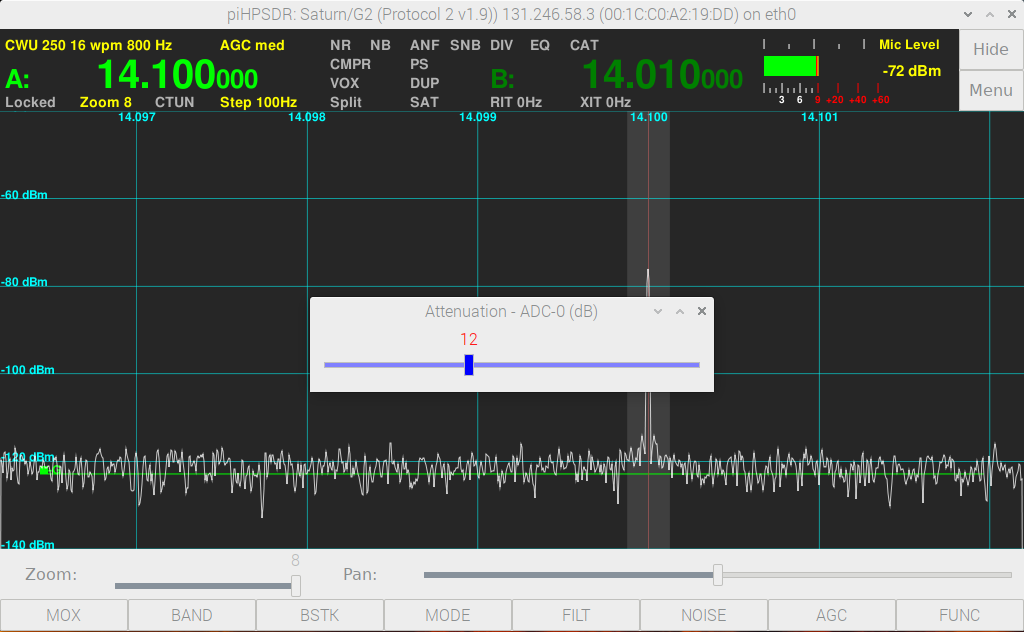 piHPSDR: Saturn/G2 (Protocol 2 v1.9)) 131.246.58.3 (00:1C:C0:A2:19:DD) on eth0
CWU 250 16 wpm 800 Hz AGC med NR NB ANF SNB DIV EQ CAT Mic Level Hide
CMPR PS
A: 14.100000 VOX DUP B: 14.010000 -72 dBm
Locked Zoom 8 CTUN Step 100Hz Split SAT RIT 0Hz XIT 0Hz 3 6 9 +20 +40 +60 Menu
14.097 14.098 14.099 14.100 14.101
-60 dBm
-80 dBm
Attenuation - ADC-0 (dB)
12
-100 dBm
-120 dBm
-G
-140 dBm
8
Zoom: Pan:
MOX BAND BSTK MODE FILT NOISE AGC FUNC